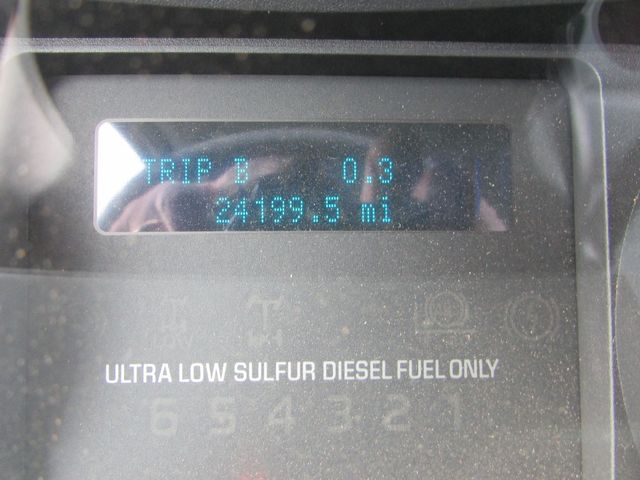 TRIP B 0.3
24199.5 mi
ULTRA LOW SULFUR DIESEL FUEL ONLY
6 5 4 3 2 1